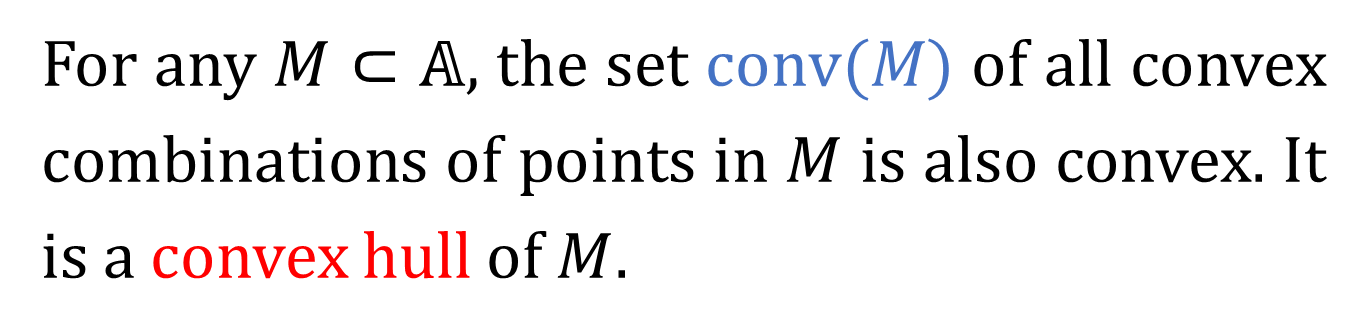 For any M ⊂ 𝔸, the set conv(M) of all convex
combinations of points in M is also convex. It
is a convex hull of M.